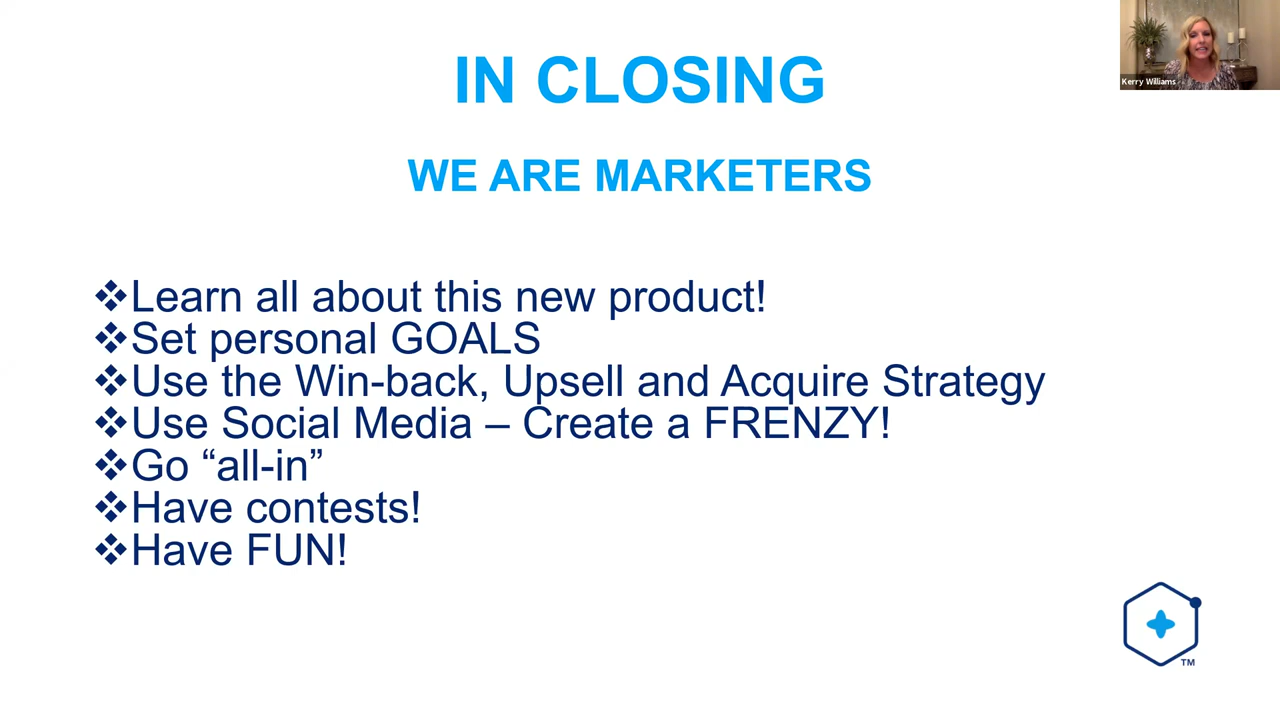 IN CLOSING
Kerry Williams
WE ARE MARKETERS
❖Learn all about this new product!
❖Set personal GOALS
❖Use the Win-back, Upsell and Acquire Strategy
❖Use Social Media – Create a FRENZY!
❖Go “all-in”
❖Have contests!
❖Have FUN!
TM